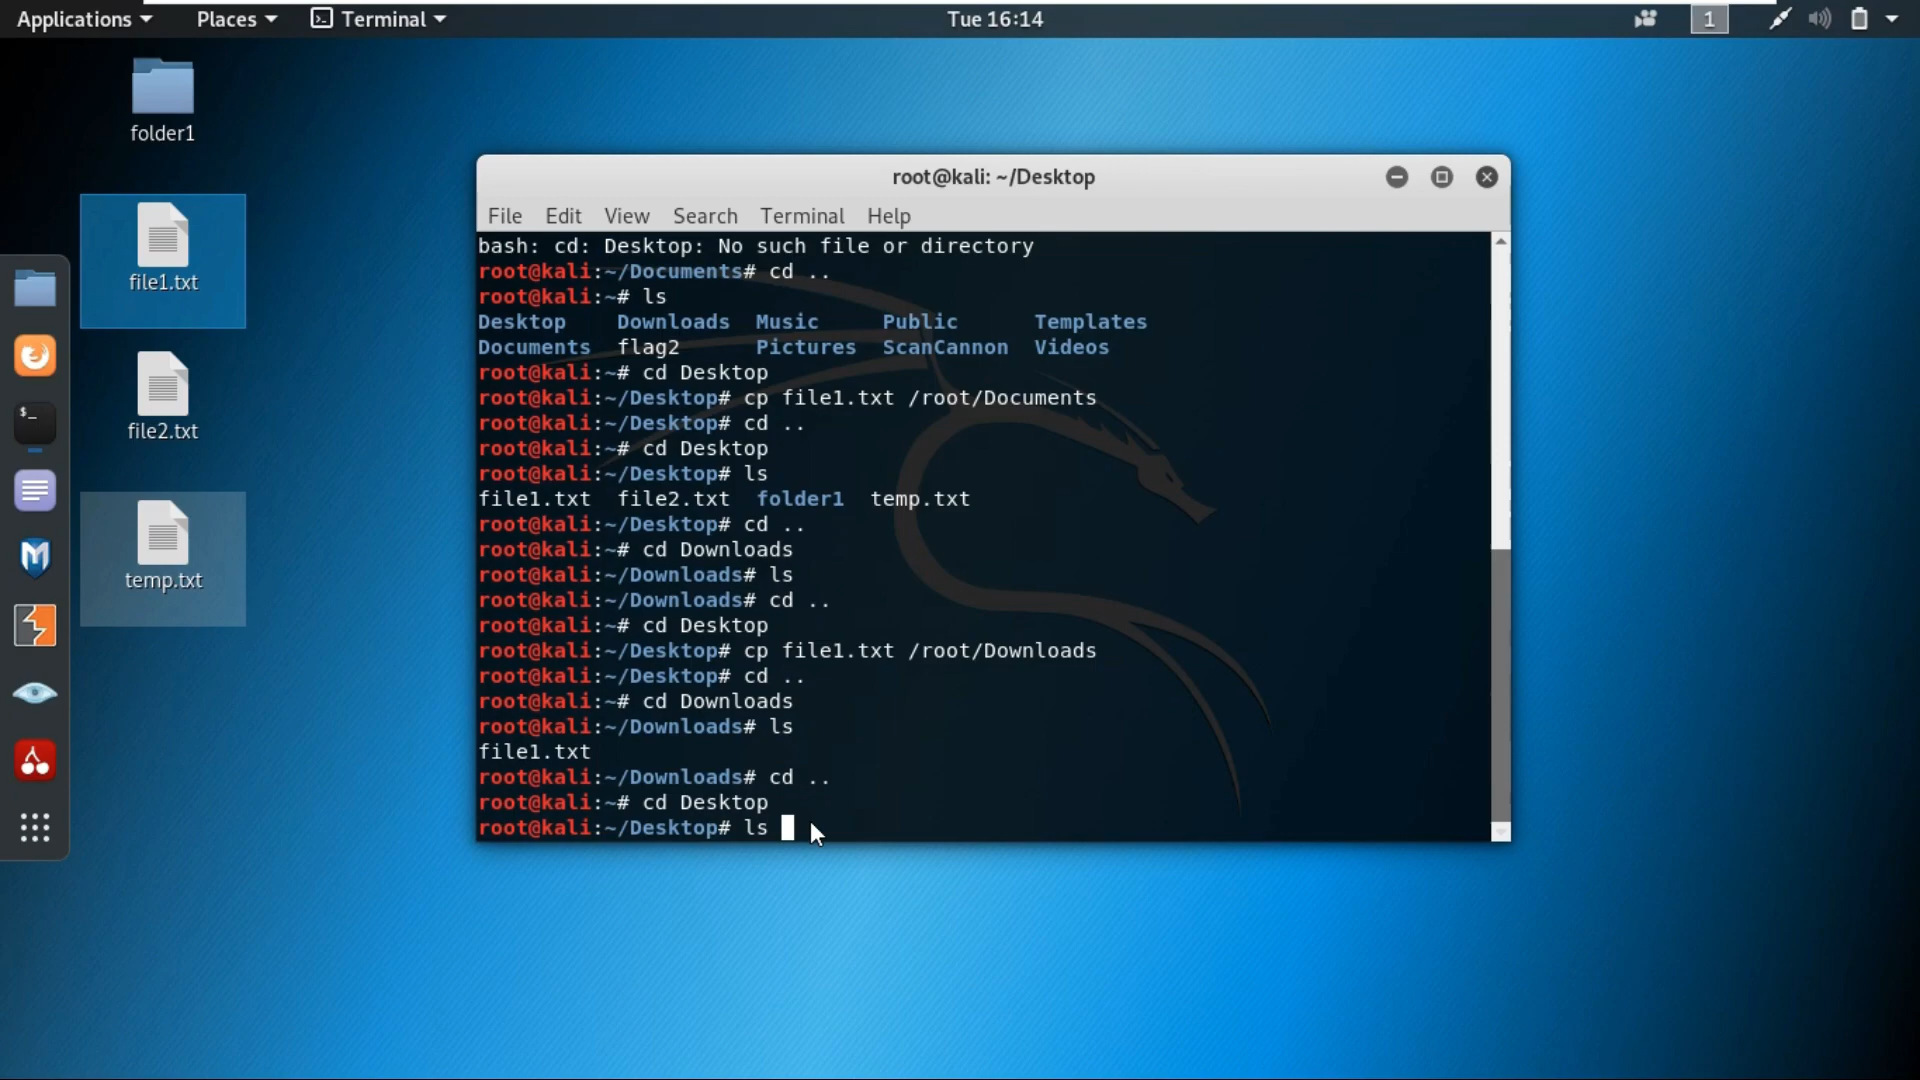 Applications Places Terminal Tue 16:14 1
folder1
file1.txt
file2.txt
temp.txt
$_
root@kali: ~/Desktop
File Edit View Search Terminal Help
bash: cd: Desktop: No such file or directory
root@kali:~/Documents# cd ..
root@kali:~# ls
Desktop Downloads Music Public Templates
Documents flag2 Pictures ScanCannon Videos
root@kali:~# cd Desktop
root@kali:~/Desktop# cp file1.txt /root/Documents
root@kali:~/Desktop# cd ..
root@kali:~# cd Desktop
root@kali:~/Desktop# ls
file1.txt file2.txt folder1 temp.txt
root@kali:~/Desktop# cd ..
root@kali:~# cd Downloads
root@kali:~/Downloads# ls
root@kali:~/Downloads# cd ..
root@kali:~# cd Desktop
root@kali:~/Desktop# cp file1.txt /root/Downloads
root@kali:~/Desktop# cd ..
root@kali:~# cd Downloads
root@kali:~/Downloads# ls
file1.txt
root@kali:~/Downloads# cd ..
root@kali:~# cd Desktop
root@kali:~/Desktop# ls